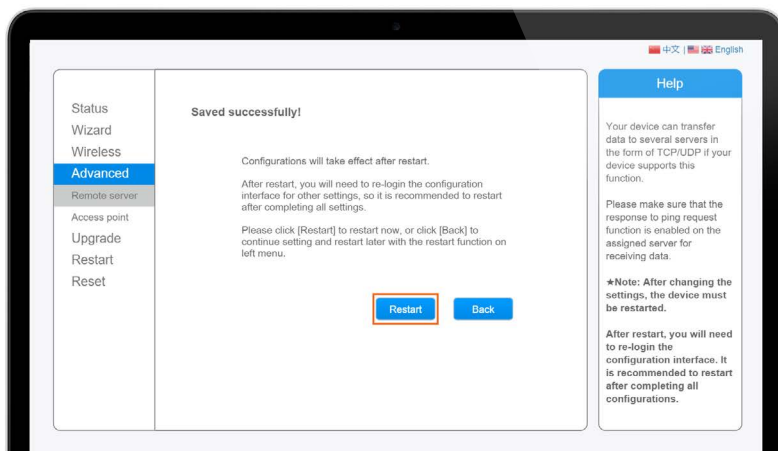 中文 | English
Status
Wizard
Wireless
Advanced
Remote server
Access point
Upgrade
Restart
Reset
Saved successfully!
Configurations will take effect after restart.
After restart, you will need to re-login the configuration
interface for other settings, so it is recommended to restart
after completing all settings.
Please click [Restart] to restart now, or click [Back] to
continue setting and restart later with the restart function on
left menu.
Restart
Back
Help
Your device can transfer
data to several servers in
the form of TCP/UDP if your
device supports this
function.
Please make sure that the
response to ping request
function is enabled on the
assigned server for
receiving data.
★Note: After changing the
settings, the device must
be restarted.
After restart, you will need
to re-login the
configuration interface. It
is recommended to restart
after completing all
configurations.